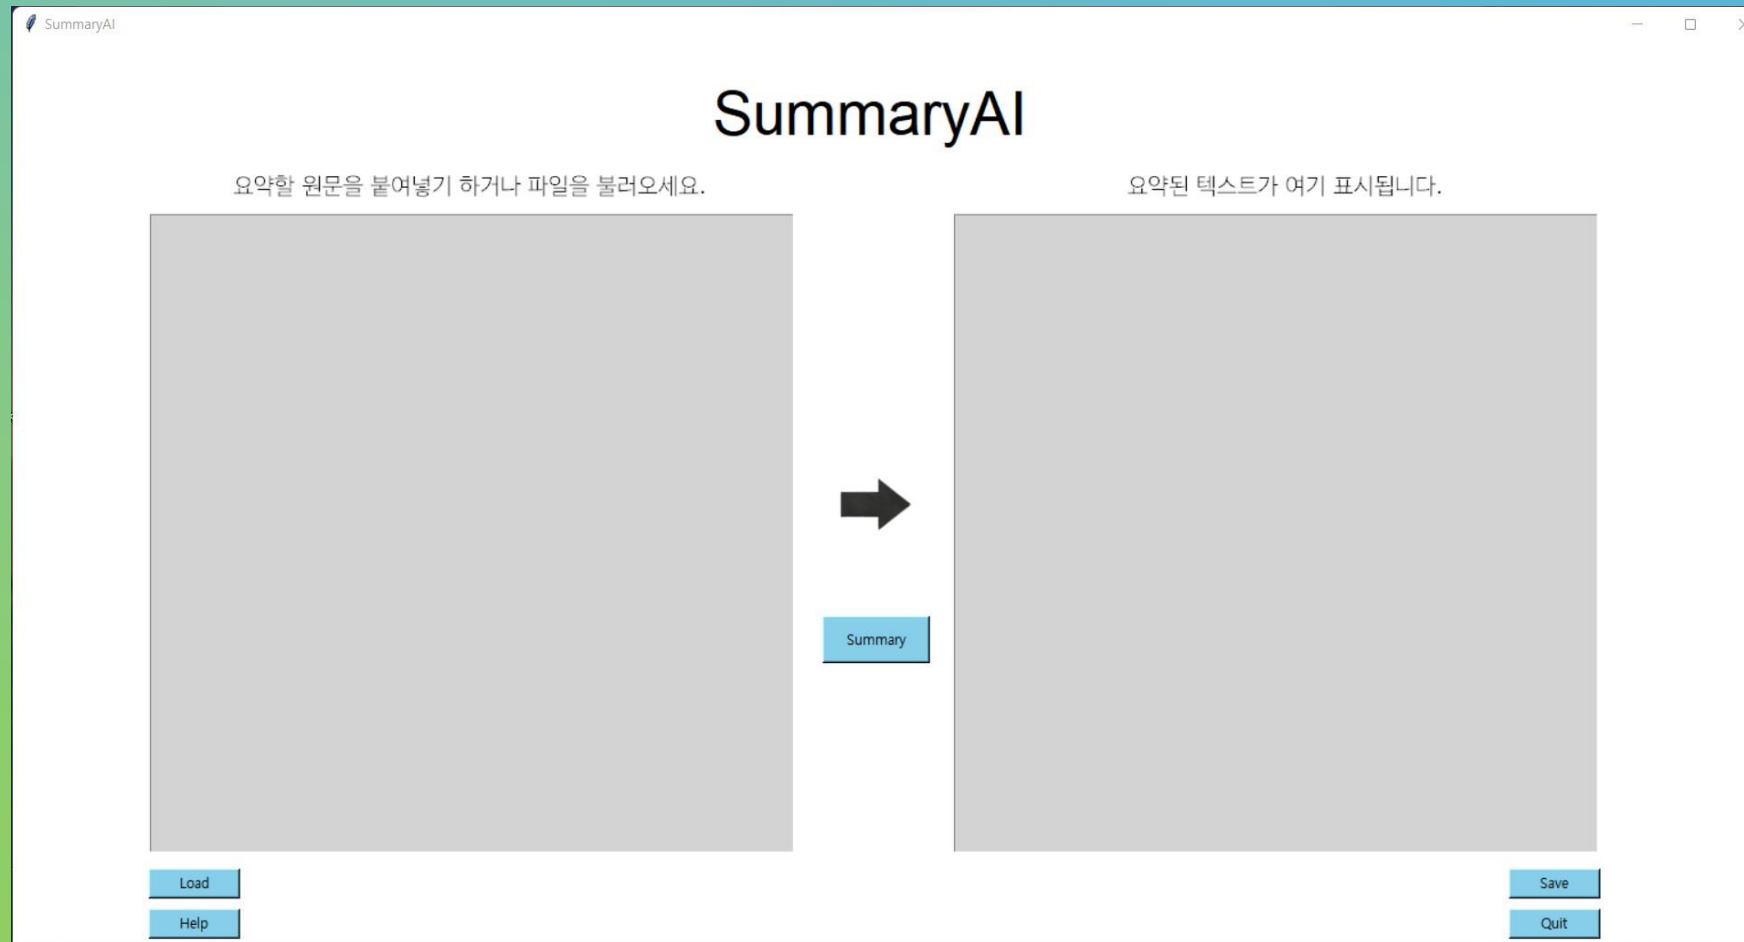 SummaryAI
SummaryAI
요약할 원문을 붙여넣기 하거나 파일을 불러오세요.
요약된 텍스트가 여기 표시됩니다.
Summary
Load
Save
Help
Quit